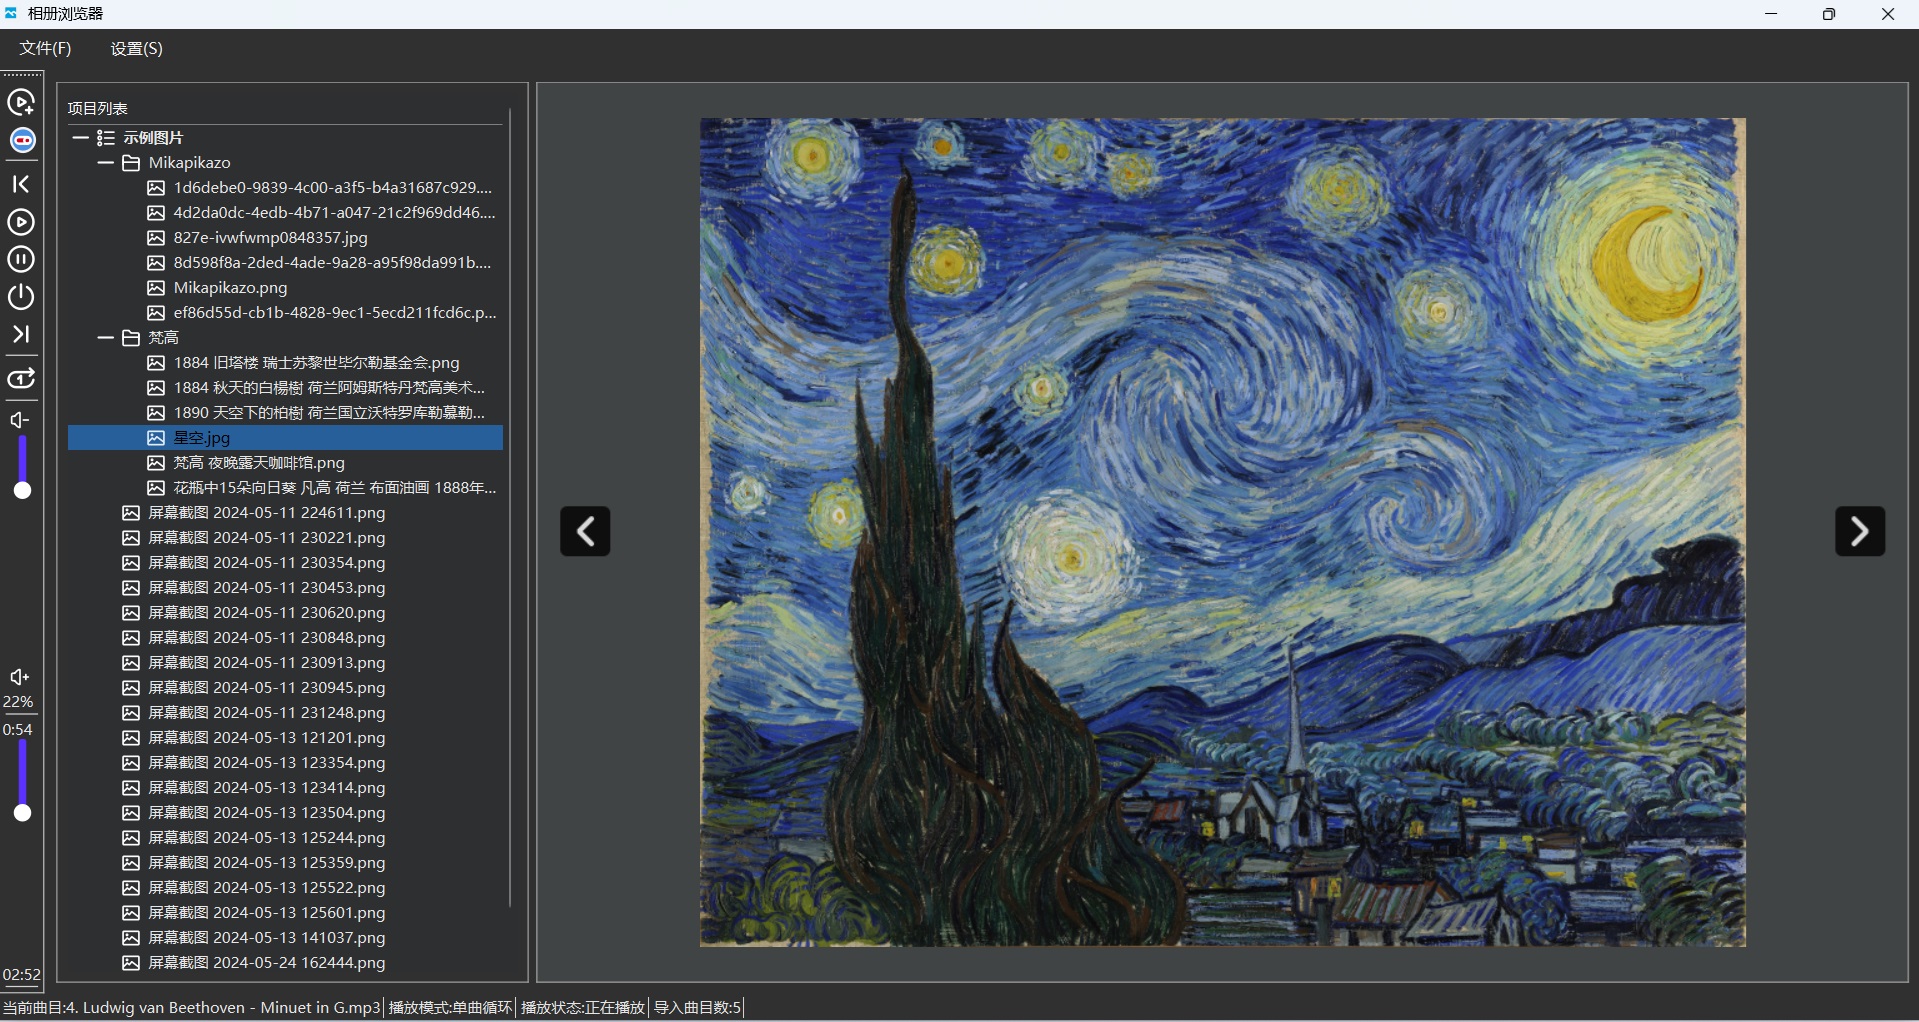 相册浏览器
文件(F) 设置(S)
项目列表
示例图片
Mikapikazo
1d6debe0-9839-4c00-a3f5-b4a31687c929....
4d2da0dc-4edb-4b71-a047-21c2f969dd46....
827e-ivwfwmp0848357.jpg
8d598f8a-2ded-4ade-9a28-a95f98da991b....
Mikapikazo.png
ef86d55d-cb1b-4828-9ec1-5ecd211fcd6c.p...
梵高
1884 旧塔楼 瑞士苏黎世毕尔勒基金会.png
1884 秋天的白楊樹 荷兰阿姆斯特丹梵高美术...
1890 天空下的柏樹 荷兰国立沃特罗库勒慕勒...
星空.jpg
梵高 夜晚露天咖啡馆.png
花瓶中15朵向日葵 凡高 荷兰 布面油画 1888年...
屏幕截图 2024-05-11 224611.png
屏幕截图 2024-05-11 230221.png
屏幕截图 2024-05-11 230354.png
屏幕截图 2024-05-11 230453.png
屏幕截图 2024-05-11 230620.png
屏幕截图 2024-05-11 230848.png
屏幕截图 2024-05-11 230913.png
屏幕截图 2024-05-11 230945.png
屏幕截图 2024-05-11 231248.png
屏幕截图 2024-05-13 121201.png
屏幕截图 2024-05-13 123354.png
屏幕截图 2024-05-13 123414.png
屏幕截图 2024-05-13 123504.png
屏幕截图 2024-05-13 125244.png
屏幕截图 2024-05-13 125359.png
屏幕截图 2024-05-13 125522.png
屏幕截图 2024-05-13 125601.png
屏幕截图 2024-05-13 141037.png
屏幕截图 2024-05-24 162444.png
22%
0:54
02:52
当前曲目:4. Ludwig van Beethoven - Minuet in G.mp3 播放模式:单曲循环 播放状态:正在播放 导入曲目数:5